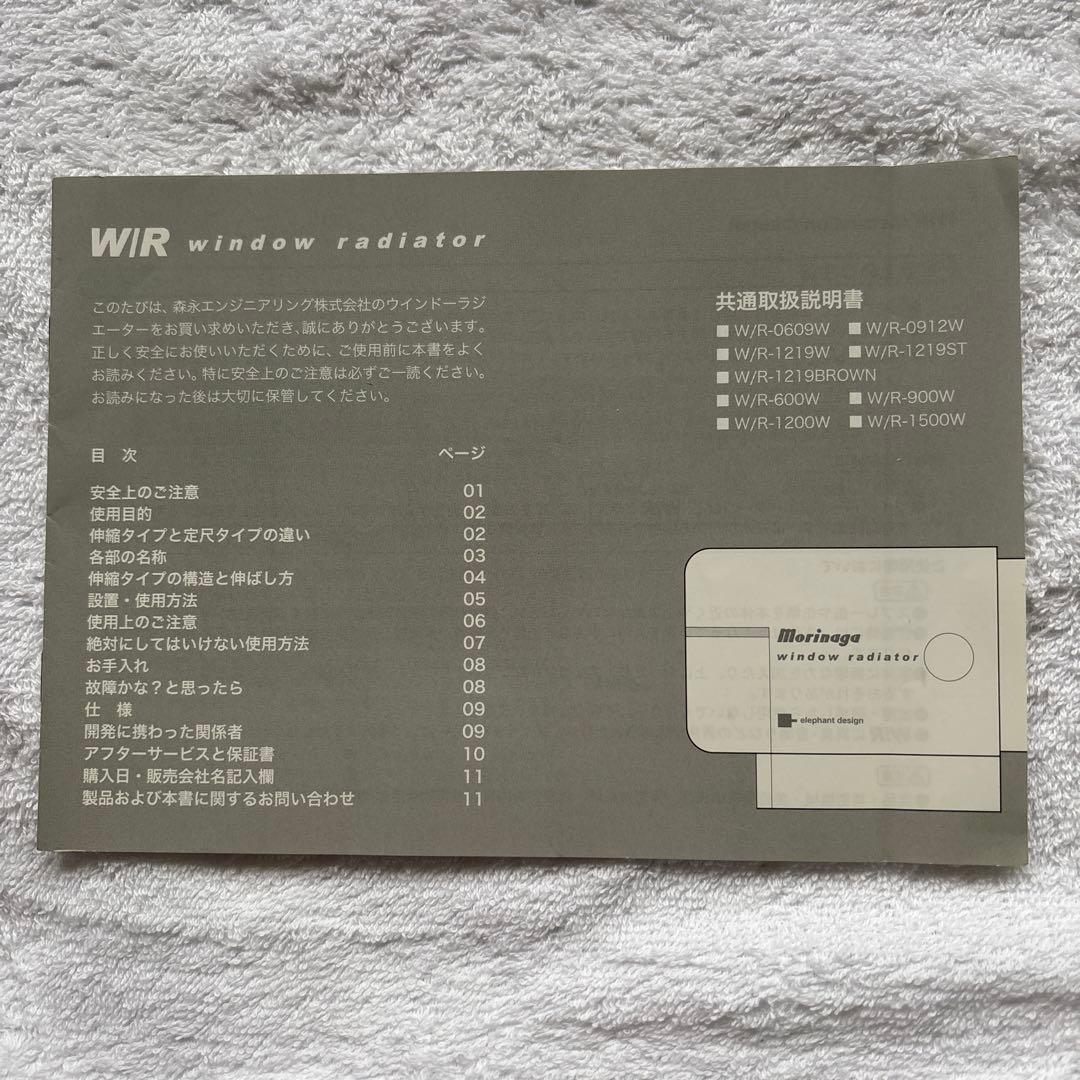 W/R window radiator
このたびは、森永エンジニアリング株式会社のウインドーラジ
エーターをお買い求めいただき、誠にありがとうございます。
正しく安全にお使いいただくために、ご使用前に本書をよく
お読みください。特に安全上のご注意は必ずご一読ください。
お読みになった後は大切に保管してください。
目 次 ページ
安全上のご注意 01
使用目的 02
伸縮タイプと定尺タイプの違い 02
各部の名称 03
伸縮タイプの構造と伸ばし方 04
設置・使用方法 05
使用上のご注意 06
絶対にしてはいけない使用方法 07
お手入れ 08
故障かな？と思ったら 08
仕 様 09
開発に携わった関係者 09
アフターサービスと保証書 10
購入日・販売会社名記入欄 11
製品および本書に関するお問い合わせ 11
共通取扱説明書
■ W/R-0609W ■ W/R-0912W
■ W/R-1219W ■ W/R-1219ST
■ W/R-1219BROWN
■ W/R-600W ■ W/R-900W
■ W/R-1200W ■ W/R-1500W
Morinaga
window radiator
elephant design